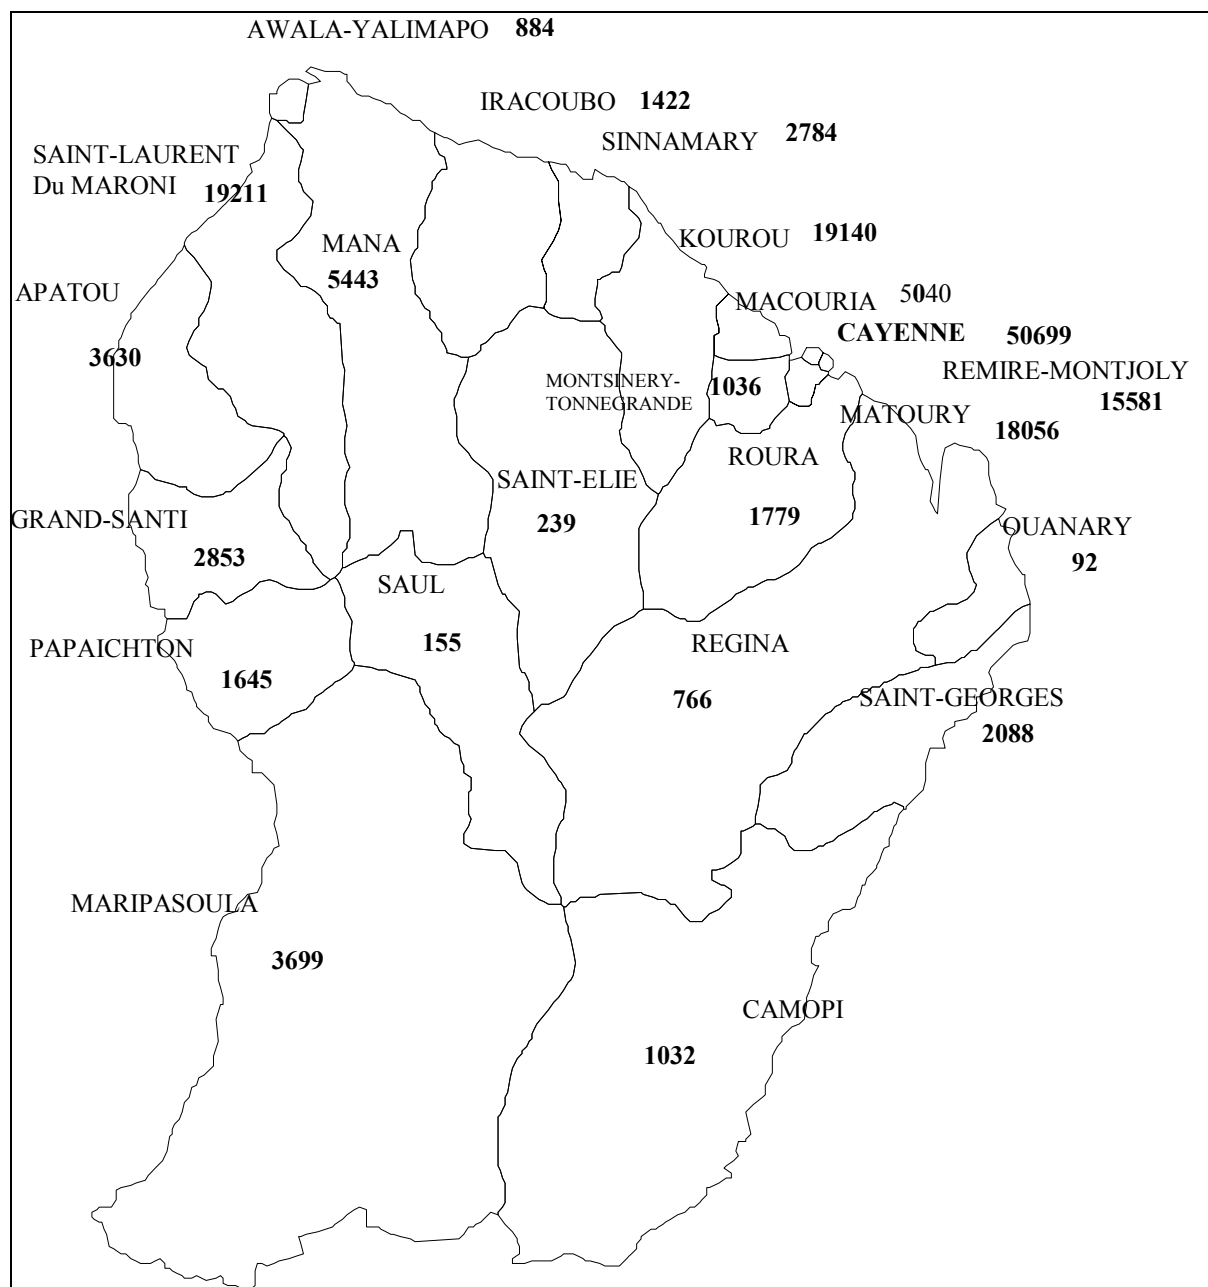 AWALA-YALIMAPO 884
IRACOUBO 1422
SINNAMARY 2784
SAINT-LAURENT
Du MARONI 19211
KOUROU 19140
MANA
5443
APATOU
3630
MACOURIA 5040
CAYENNE 50699
REMIRE-MONTJOLY
15581
MONTSINERY-
TONNEGRANDE
1036
MATOURY
18056
ROURA
1779
SAINT-ELIE
239
GRAND-SANTI
2853
OUANARY
92
SAUL
155
PAPAICHTON
1645
REGINA
766
SAINT-GEORGES
2088
MARIPASOULA
3699
CAMOPI
1032